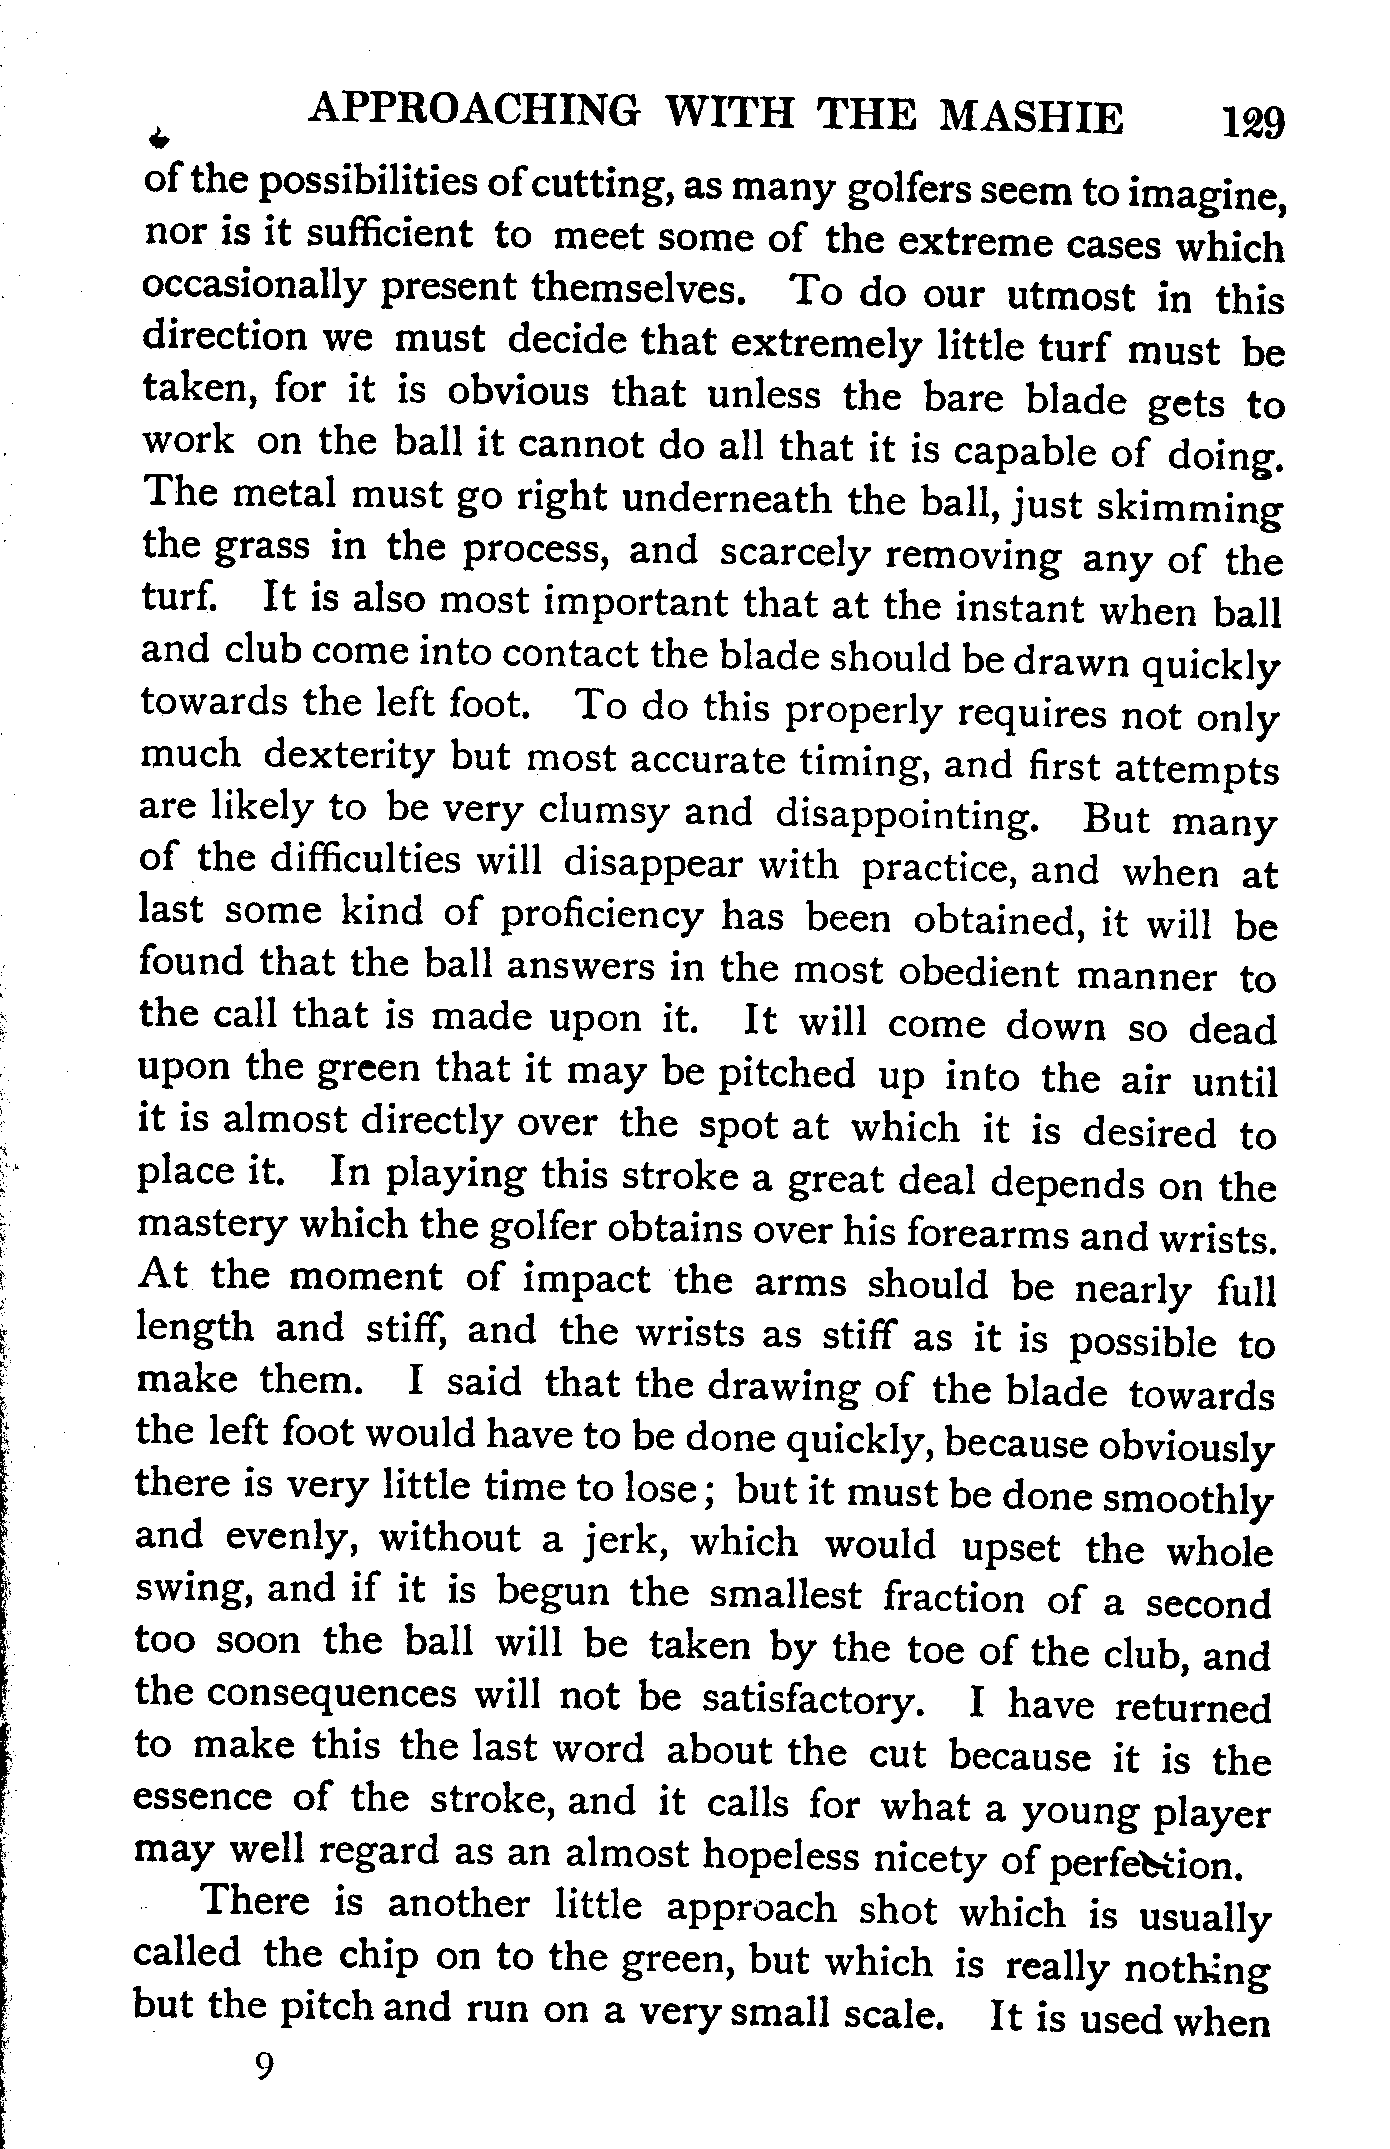 APPROACHING WITH THE MASHIE 129
of the possibilities of cutting, as many golfers seem to imagine,
nor is it sufficient to meet some of the extreme cases which
occasionally present themselves. To do our utmost in this
direction we must decide that extremely little turf must be
taken, for it is obvious that unless the bare blade gets to
work on the ball it cannot do all that it is capable of doing.
The metal must go right underneath the ball, just skimming
the grass in the process, and scarcely removing any of the
turf. It is also most important that at the instant when ball
and club come into contact the blade should be drawn quickly
towards the left foot. To do this properly requires not only
much dexterity but most accurate timing, and first attempts
are likely to be very clumsy and disappointing. But many
of the difficulties will disappear with practice, and when at
last some kind of proficiency has been obtained, it will be
found that the ball answers in the most obedient manner to
the call that is made upon it. It will come down so dead
upon the green that it may be pitched up into the air until
it is almost directly over the spot at which it is desired to
place it. In playing this stroke a great deal depends on the
mastery which the golfer obtains over his forearms and wrists.
At the moment of impact the arms should be nearly full
length and stiff, and the wrists as stiff as it is possible to
make them. I said that the drawing of the blade towards
the left foot would have to be done quickly, because obviously
there is very little time to lose; but it must be done smoothly
and evenly, without a jerk, which would upset the whole
swing, and if it is begun the smallest fraction of a second
too soon the ball will be taken by the toe of the club, and
the consequences will not be satisfactory. I have returned
to make this the last word about the cut because it is the
essence of the stroke, and it calls for what a young player
may well regard as an almost hopeless nicety of perfection.
There is another little approach shot which is usually
called the chip on to the green, but which is really nothing
but the pitch and run on a very small scale. It is used when
9